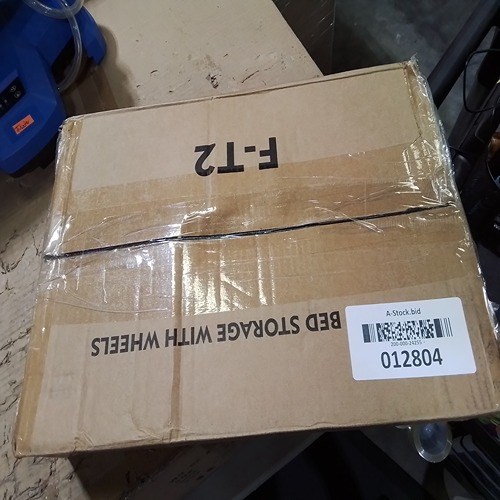 F-T2
BED STORAGE WITH WHEELS
A-Stock.bid
012804